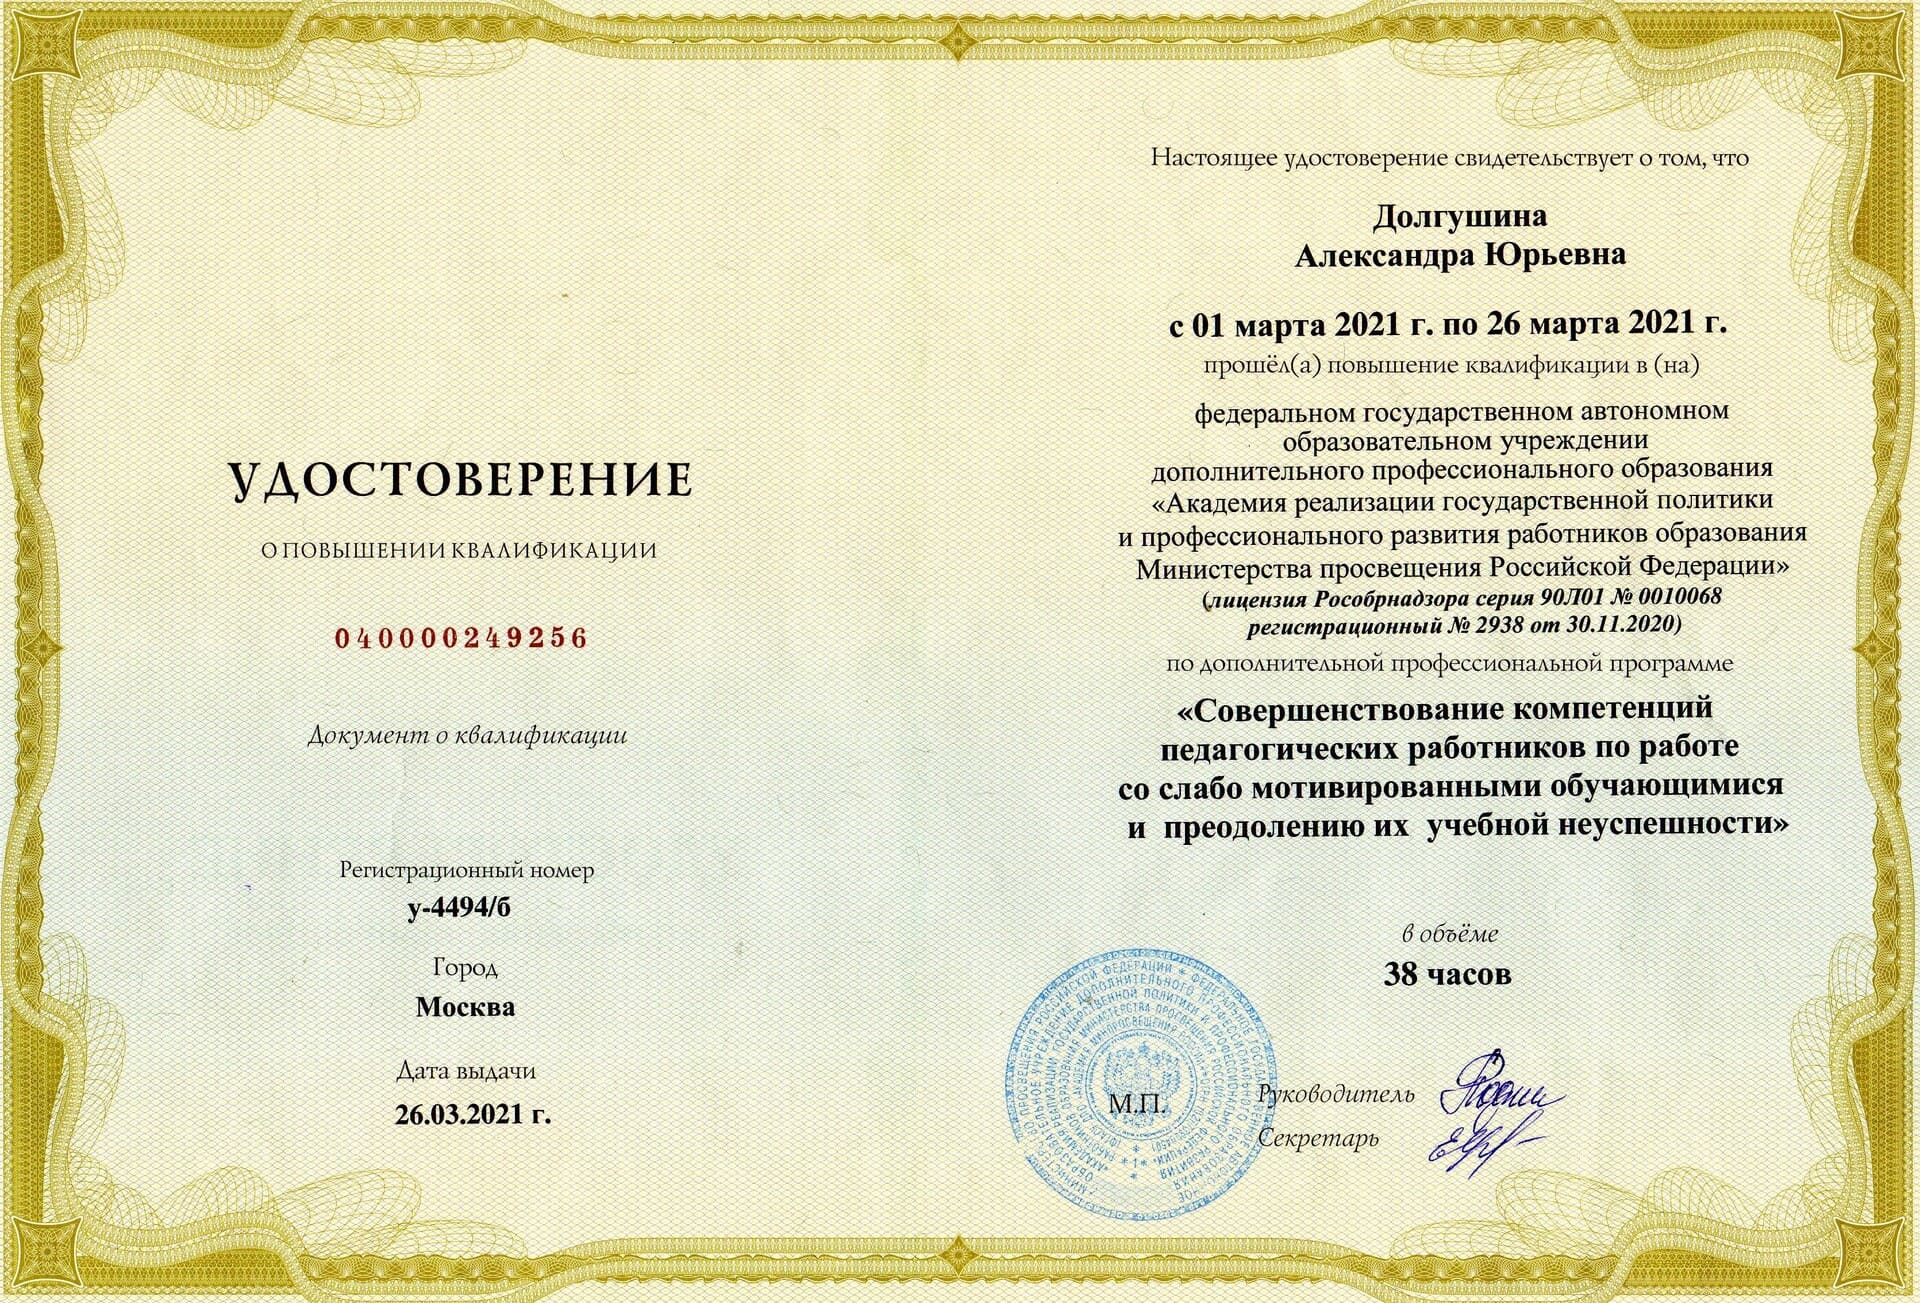 УДОСТОВЕРЕНИЕ
О ПОВЫШЕНИИ КВАЛИФИКАЦИИ
040000249256
Документ о квалификации
Регистрационный номер
у-4494/б
Город
Москва
Дата выдачи
26.03.2021 г.
Настоящее удостоверение свидетельствует о том, что
Долгушина
Александра Юрьевна
с 01 марта 2021 г. по 26 марта 2021 г.
прошёл(а) повышение квалификации в (на)
федеральном государственном автономном
образовательном учреждении
дополнительного профессионального образования
«Академия реализации государственной политики
и профессионального развития работников образования
Министерства просвещения Российской Федерации»
(лицензия Рособрнадзора серия 90Л01 № 0010068
регистрационный № 2938 от 30.11.2020)
по дополнительной профессиональной программе
«Совершенствование компетенций
педагогических работников по работе
со слабо мотивированными обучающимися
и преодолению их учебной неуспешности»
в объёме
38 часов
М.П.
Руководитель
Секретарь